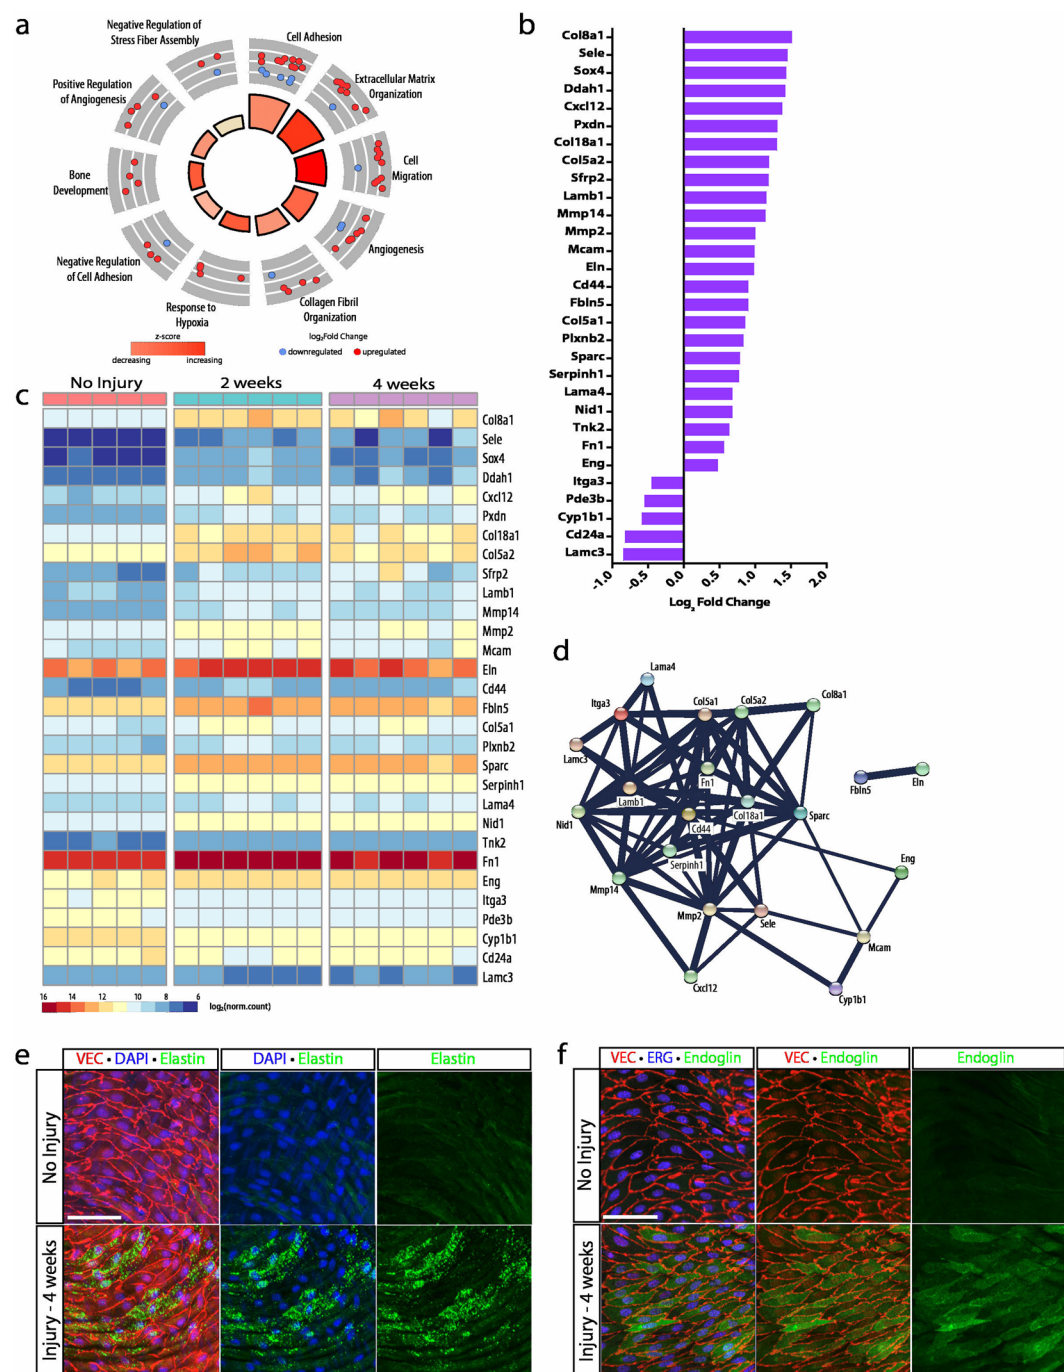 a
Negative Regulation of
Stress Fiber Assembly
Cell Adhesion
Extracellular Matrix
Organization
Positive Regulation
of Angiogenesis
Cell
Migration
Bone
Development
Angiogenesis
Negative Regulation
of Cell Adhesion
Collagen Fibril
Organization
Response to
Hypoxia
z-score
decreasing increasing
log₂Fold Change
downregulated upregulated
b
Col8a1
Sele
Sox4
Ddah1
Cxcl12
Pxdn
Col18a1
Col5a2
Sfrp2
Lamb1
Mmp14
Mmp2
Mcam
Eln
Cd44
Fbln5
Col5a1
Plxnb2
Sparc
Serpinh1
Lama4
Nid1
Tnk2
Fn1
Eng
Itga3
Pde3b
Cyp1b1
Cd24a
Lamc3
-1.0 -0.5 0.0 0.5 1.0 1.5 2.0
Log₂ Fold Change
c
No Injury 2 weeks 4 weeks
Col8a1
Sele
Sox4
Ddah1
Cxcl12
Pxdn
Col18a1
Col5a2
Sfrp2
Lamb1
Mmp14
Mmp2
Mcam
Eln
Cd44
Fbln5
Col5a1
Plxnb2
Sparc
Serpinh1
Lama4
Nid1
Tnk2
Fn1
Eng
Itga3
Pde3b
Cyp1b1
Cd24a
Lamc3
16 14 12 10 8 6
log₂(norm.count)
d
Lama4
Itga3
Col5a1
Col5a2
Col8a1
Lamc3
Fn1
Fbln5
Eln
Lamb1
Col18a1
Nid1
Cd44
Sparc
Serpinh1
Eng
Mmp14
Mmp2
Sele
Mcam
Cxcl12
Cyp1b1
e
VEC • DAPI • Elastin
DAPI • Elastin
Elastin
No Injury
Injury - 4 weeks
f
VEC • ERG • Endoglin
VEC • Endoglin
Endoglin
No Injury
Injury - 4 weeks